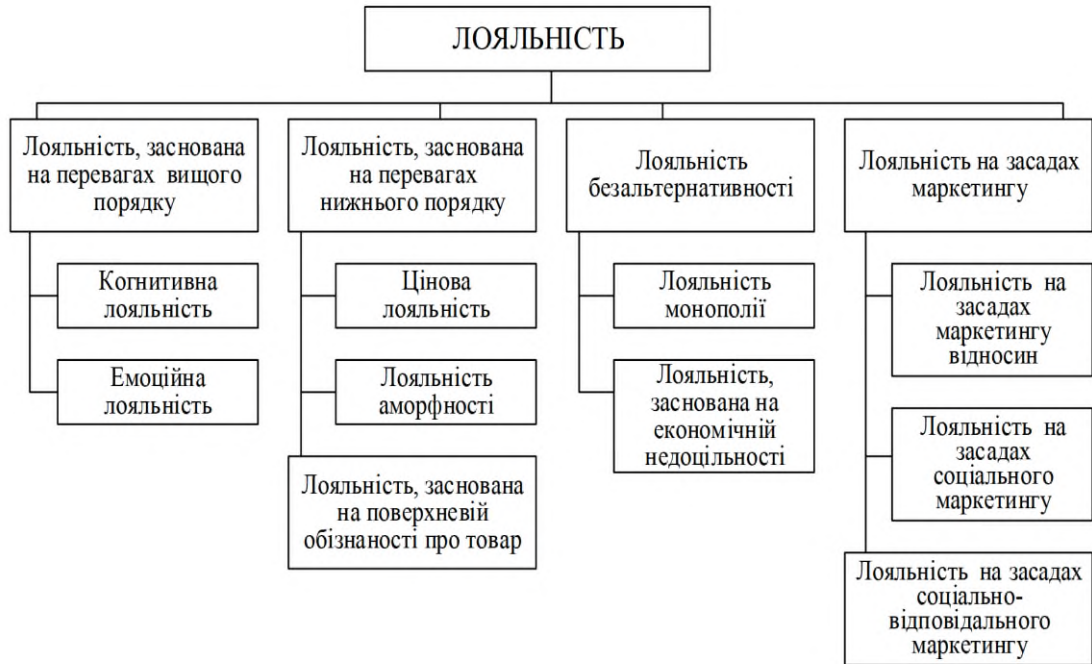 ЛОЯЛЬНІСТЬ
Лояльність, заснована
на перевагах вищого
порядку
Когнитивна
лояльність
Емоційна
лояльність
Лояльність, заснована
на перевагах
нижнього порядку
Цінова
лояльність
Лояльність
аморфності
Лояльність, заснована
на поверхневій
обізнаності про товар
Лояльність
безальтернативності
Лояльність
монополії
Лояльність,
заснована на
економічній
недоцільності
Лояльність на засадах
маркетингу
Лояльність на
засадах
маркетингу
відносин
Лояльність на
засадах
соціального
маркетингу
Лояльність на засадах
соціально-
відповідального
маркетингу